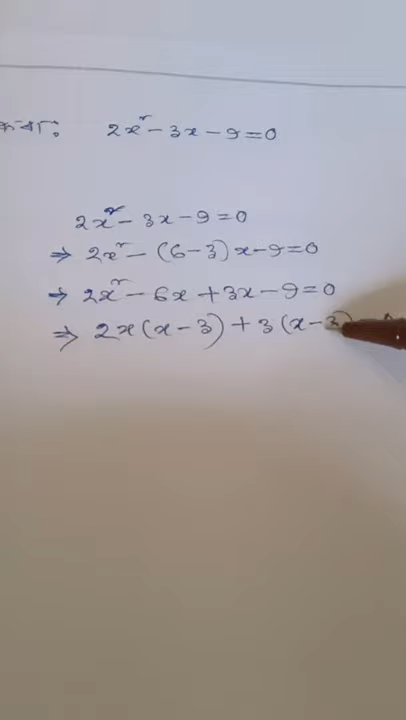 2x² - 3x - 9 = 0
2x² - 3x - 9 = 0
⇒ 2x² - (6-3)x - 9 = 0
⇒ 2x² - 6x + 3x - 9 = 0
⇒ 2x(x-3) + 3(x-3)